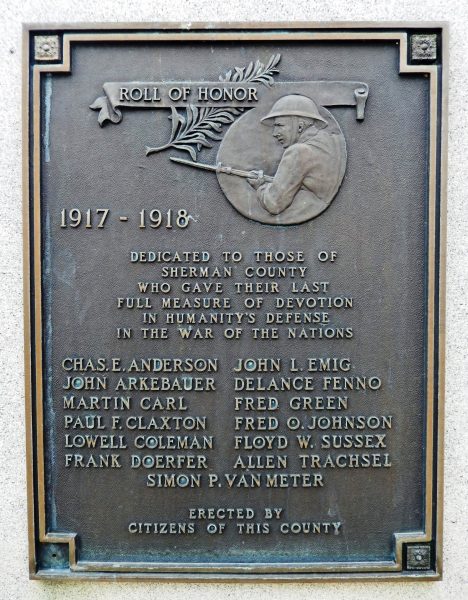 ROLL OF HONOR
1917 - 1918
DEDICATED TO THOSE OF
SHERMAN COUNTY
WHO GAVE THEIR LAST
FULL MEASURE OF DEVOTION
IN HUMANITY'S DEFENSE
IN THE WAR OF THE NATIONS
CHAS. E. ANDERSON JOHN L. EMIG
JOHN ARKEBAUER DELANCE FENNO
MARTIN CARL FRED GREEN
PAUL F. CLAXTON FRED O. JOHNSON
LOWELL COLEMAN FLOYD W. SUSSEX
FRANK DOERFER ALLEN TRACHSEL
SIMON P. VAN METER
ERECTED BY
CITIZENS OF THIS COUNTY